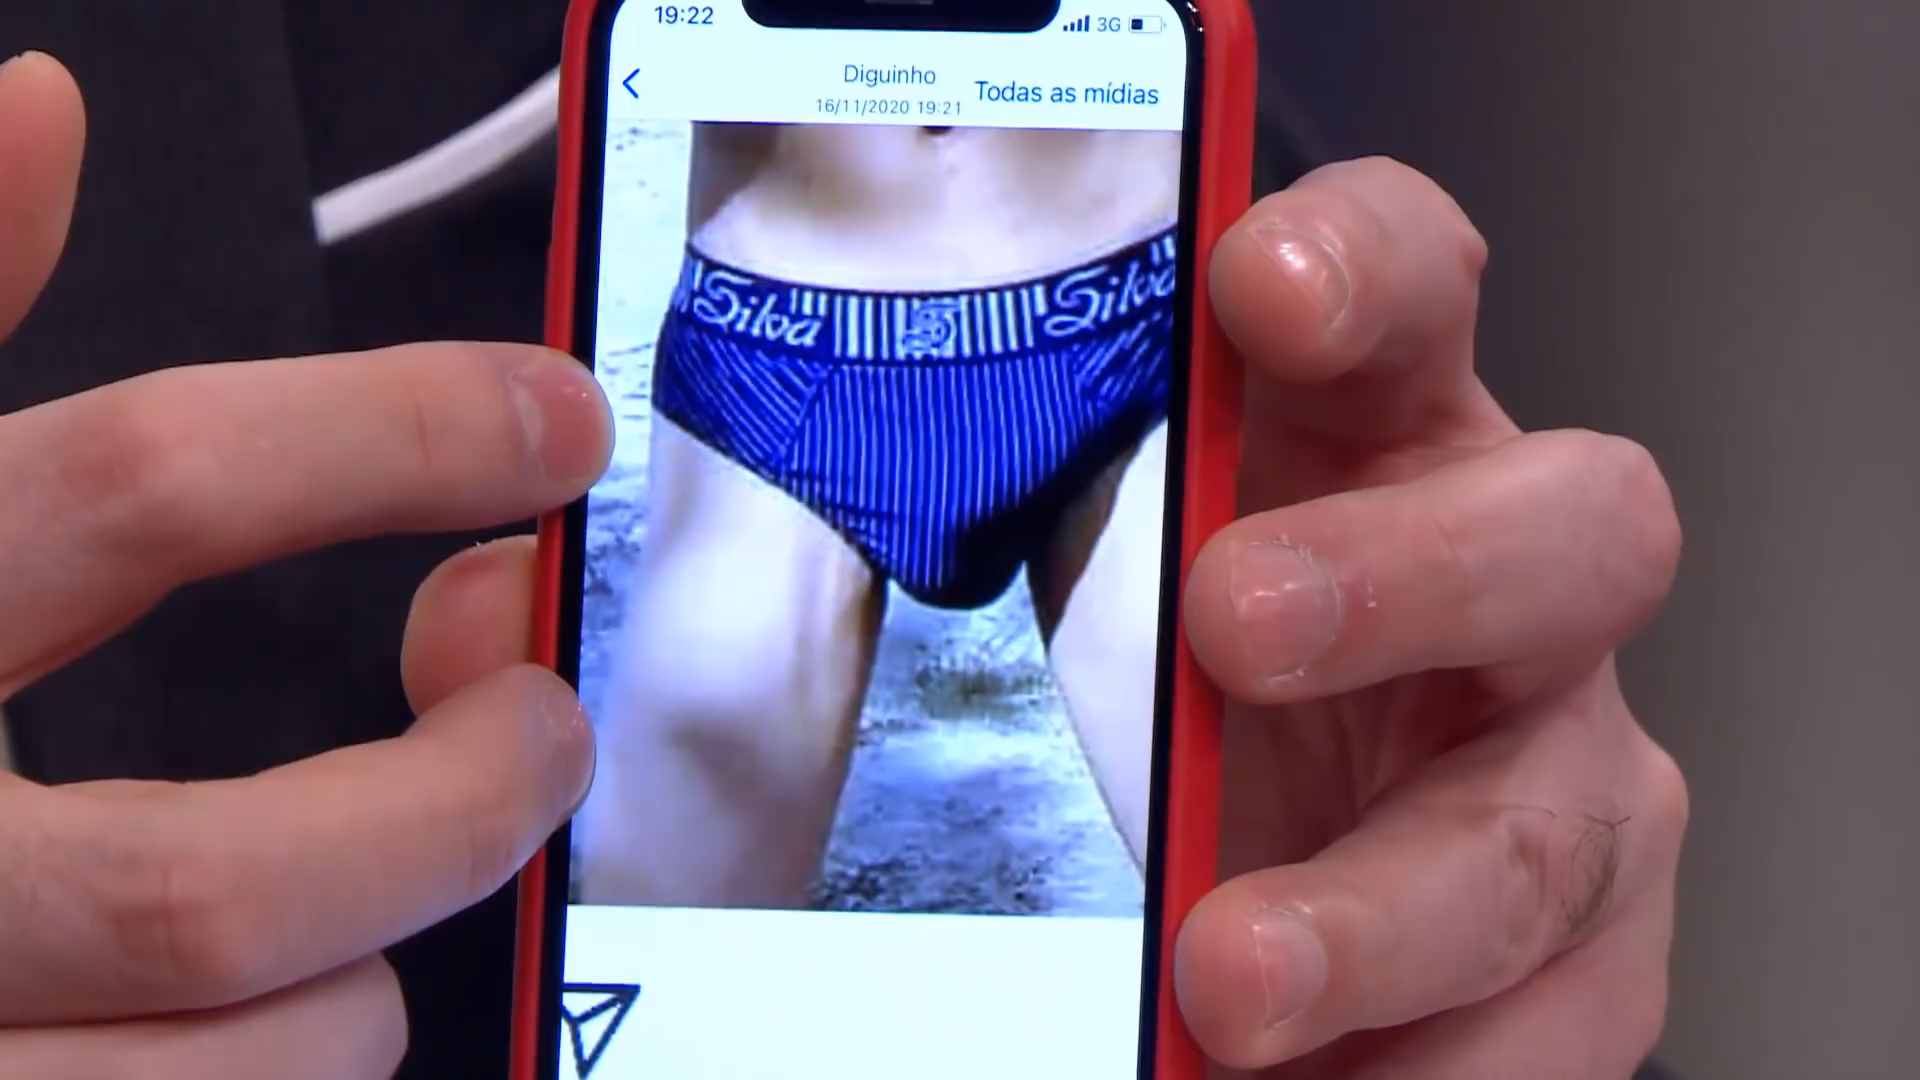 19:22 3G
Diguinho
16/11/2020 19:21
Todas as mídias
Silva S Silva